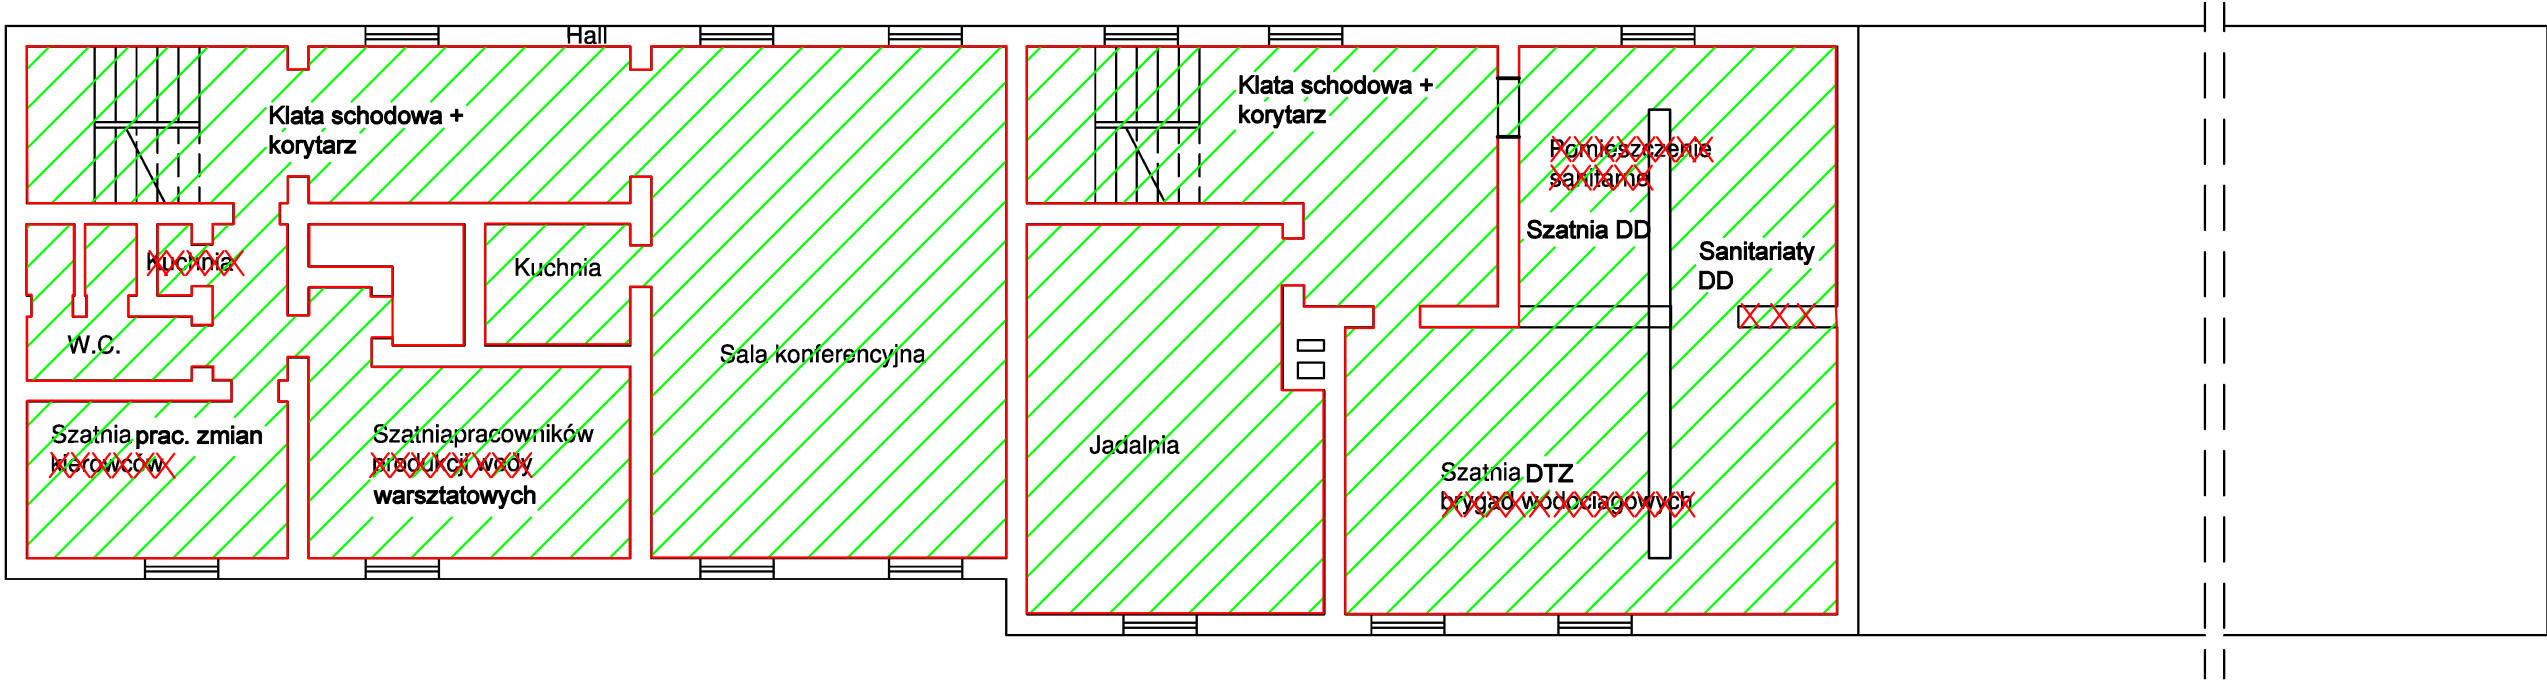 Hall
Klata schodowa +
korytarz
Klata schodowa +
korytarz
Pomieszczenie
sanitarne
Szatnia DD
Sanitariaty
DD
Kuchnia
Kuchnia
W.C.
Sala konferencyjna
Szatnia prac. zmian
kierowców
Szatnia pracowników
produkcji wody
warsztatowych
Jadalnia
Szatnia DTZ
brygad wodociagowych